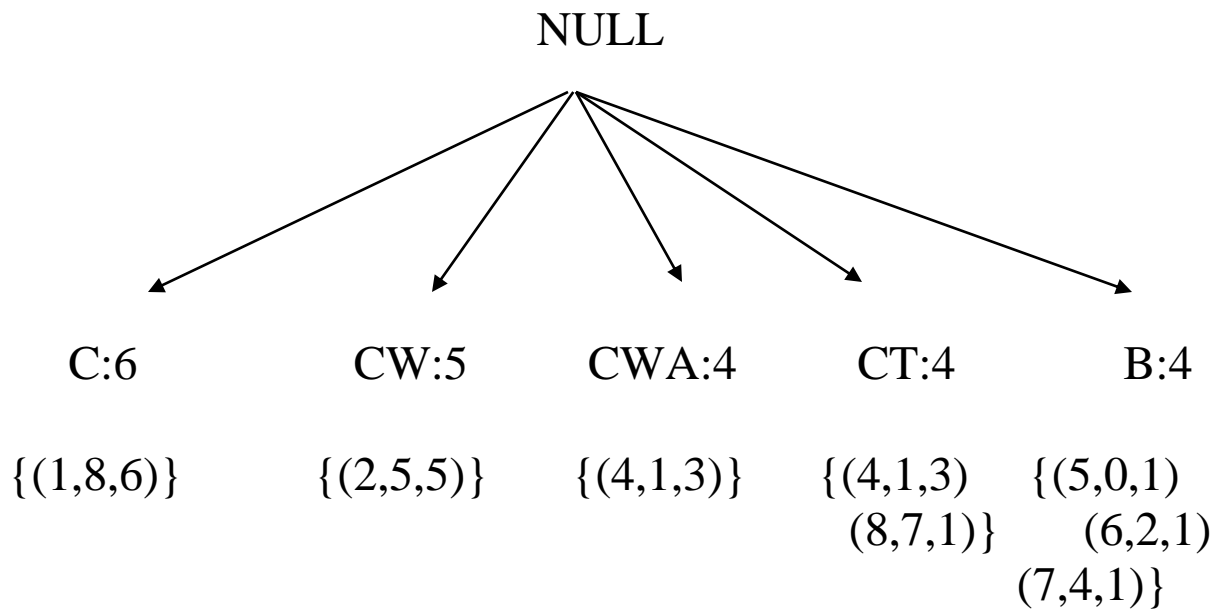 NULL
C:6 CW:5 CWA:4 CT:4 B:4
{(1,8,6)} {(2,5,5)} {(4,1,3)} {(4,1,3) {(5,0,1)
(8,7,1)} (6,2,1)
(7,4,1)}